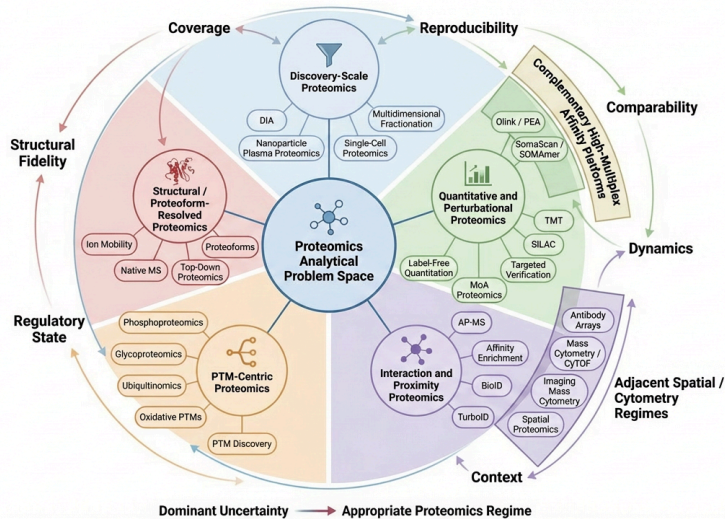 Coverage
Reproducibility
Discovery-Scale
Proteomics
DIA
Multidimensional
Fractionation
Nanoparticle
Plasma Proteomics
Single-Cell
Proteomics
Complementary High-Multiplex
Affinity Platforms
Comparability
Olink / PEA
SomaScan /
SOMAmer
Structural
Fidelity
Structural /
Proteoform-
Resolved
Proteomics
Ion Mobility
Proteoforms
Native MS
Top-Down
Proteomics
Proteomics
Analytical
Problem Space
Quantitative and
Perturbational
Proteomics
TMT
SILAC
Label-Free
Quantitation
Targeted
Verification
MoA
Proteomics
Dynamics
Regulatory
State
Phosphoproteomics
Glycoproteomics
Ubiqultinomics
Oxidative PTMs
PTM Discovery
PTM-Centric
Proteomics
Interaction and
Proximity
Proteomics
AP-MS
Affinity
Enrichment
BioID
TurboID
Antibody
Arrays
Mass
Cytometry /
CyTOF
Imaging
Mass
Cytometry
Spatial
Proteomics
Adjacent Spatial /
Cytometry
Regimes
Context
Dominant Uncertainty
Appropriate Proteomics Regime